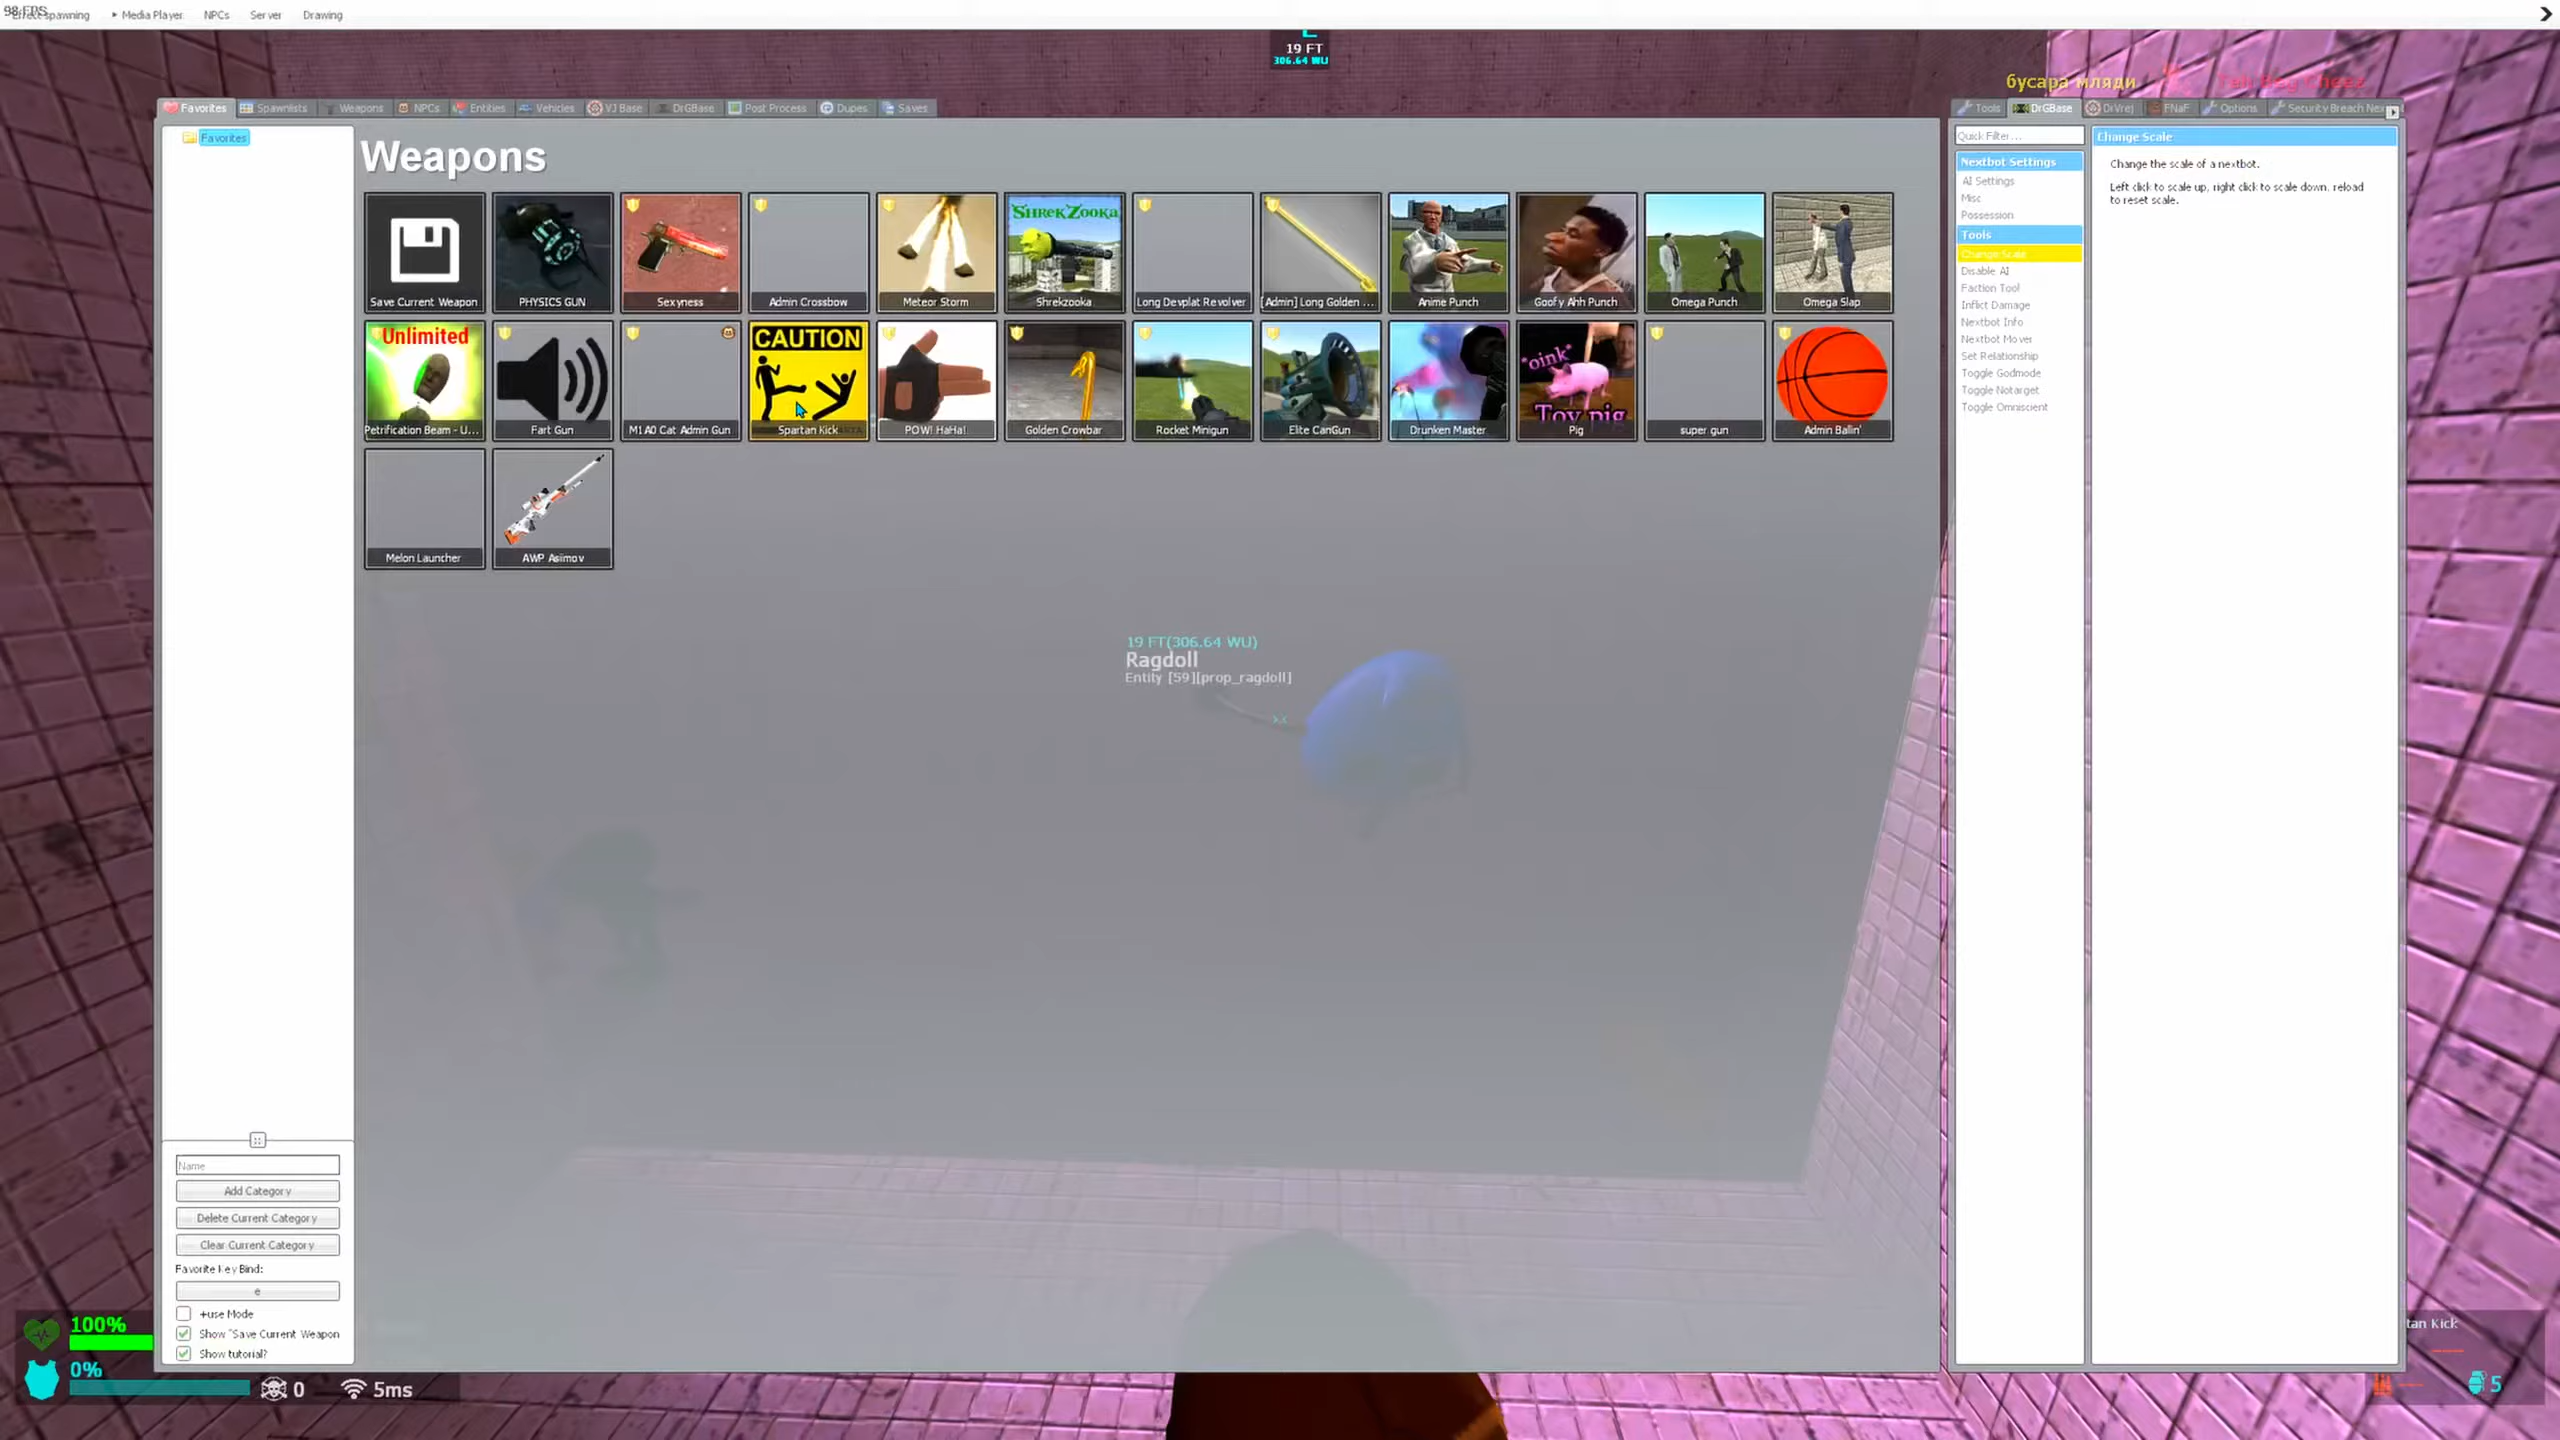 98 FPS
Effect spawning
Media Player
NPCs
Server
Drawing
19 FT
306.64 WU
бусара мляди
Favorites
Spawnlists
Weapons
NPCs
Entities
Vehicles
VJ Base
DrGBase
Post Process
Dupes
Saves
Tools
DrGBase
DrVrej
FNaF
Options
Favorites
Weapons
Save Current Weapon
PHYSICS GUN
Sexyness
Admin Crossbow
Meteor Storm
SHREKZOOKA
Shrekzooka
Long Devplat Revolver
[Admin] Long Golden ...
Anime Punch
Goofy Ahh Punch
Omega Punch
Omega Slap
Unlimited
Petrification Beam - U...
Fart Gun
M1A0 Cat Admin Gun
CAUTION
Spartan Kick
POW! HaHa!
Golden Crowbar
Rocket Minigun
Elite CanGun
Drunken Master
*oink*
Toy pig
Pig
super gun
Admin Ballin'
Melon Launcher
AWP Asimov
19 FT(306.64 WU)
Ragdoll
Entity [59][prop_ragdoll]
Quick Filter...
Nextbot Settings
AI Settings
Misc
Possession
Tools
Change Scale
Disable AI
Faction Tool
Inflict Damage
Nextbot Info
Nextbot Mover
Set Relationship
Toggle Godmode
Toggle Notarget
Toggle Omniscient
Change Scale
Change the scale of a nextbot.
Left click to scale up, right click to scale down, reload
to reset scale.
Name
Add Category
Delete Current Category
Clear Current Category
Favorite Key Bind:
e
+use Mode
Show "Save Current Weapon
Show tutorial?
100%
0%
0
5ms
tan Kick
5